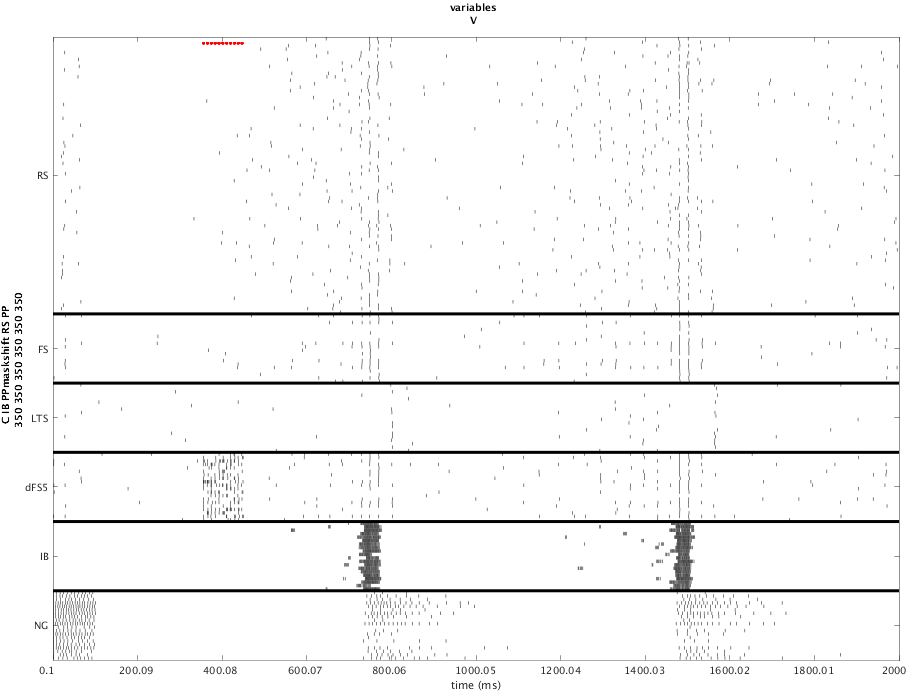 variables
V
C IB PPmaskshift RS PP
350 350 350 350 350 350
RS
FS
LTS
dFS5
IB
NG
0.1 200.09 400.08 600.07 800.06 1000.05 1200.04 1400.03 1600.02 1800.01 2000
time (ms)